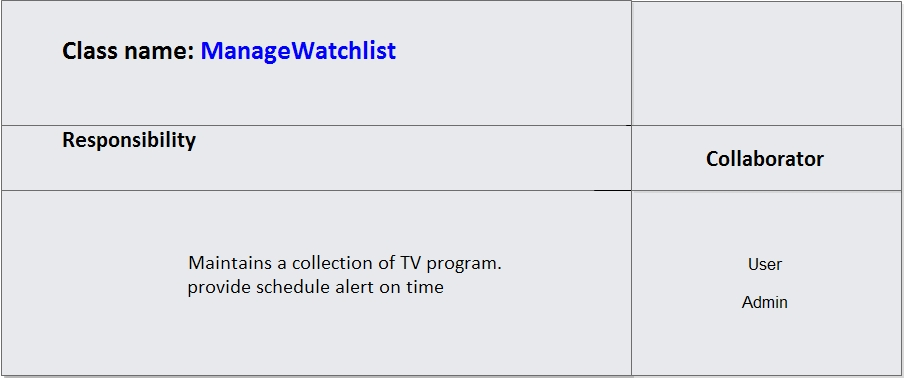 Class name: ManageWatchlist
Responsibility
Collaborator
Maintains a collection of TV program.
provide schedule alert on time
User
Admin